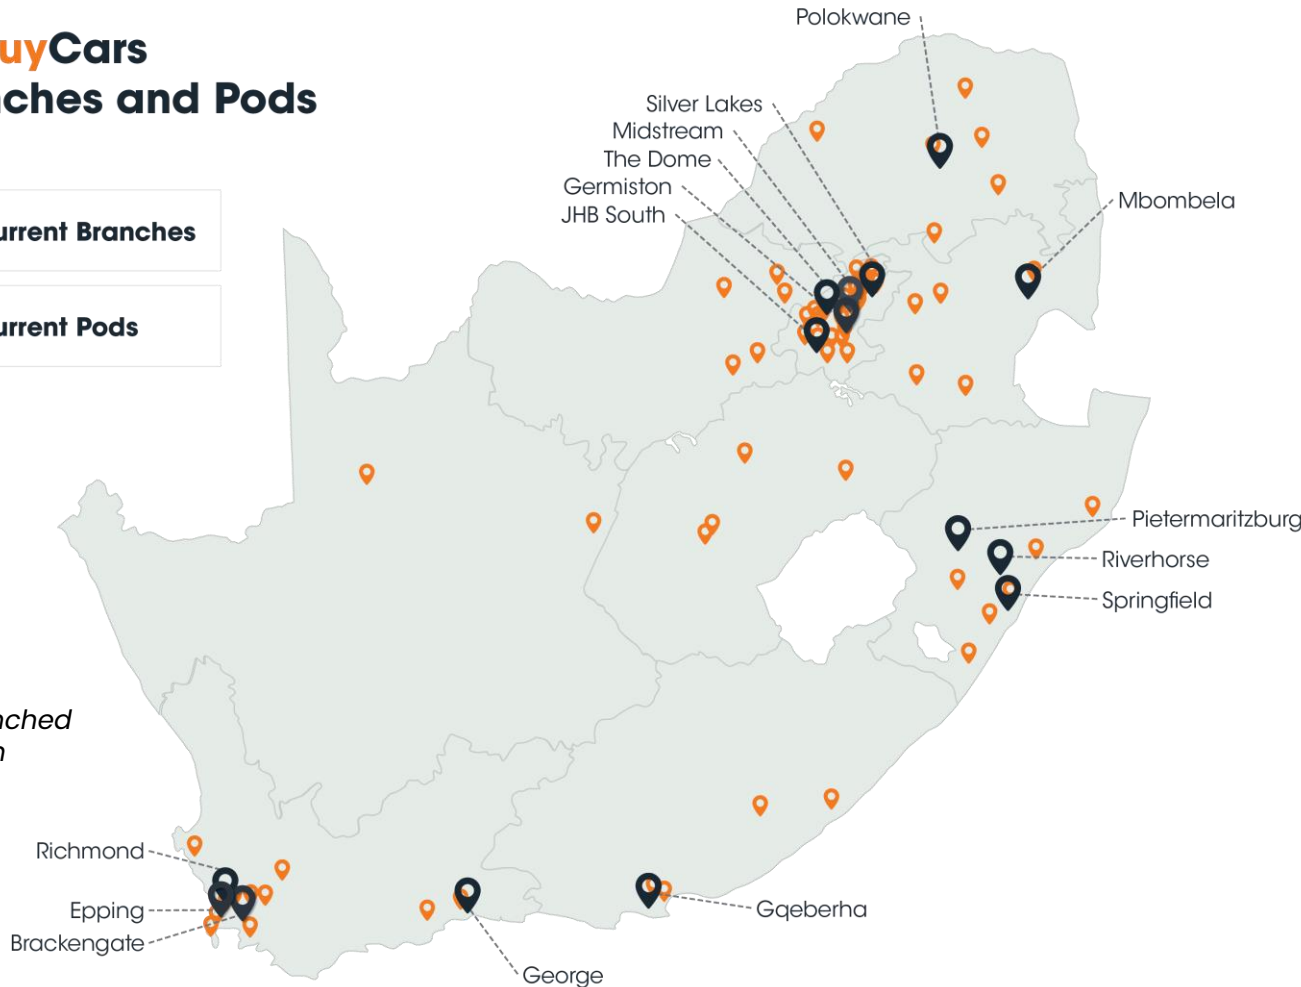 uyCars
ches and Pods
urrent Branches
urrent Pods
nched
n
Polokwane
Silver Lakes
Midstream
The Dome
Germiston
JHB South
Mbombela
Pietermaritzburg
Riverhorse
Springfield
Richmond
Epping
Brackengate
George
Gqeberha